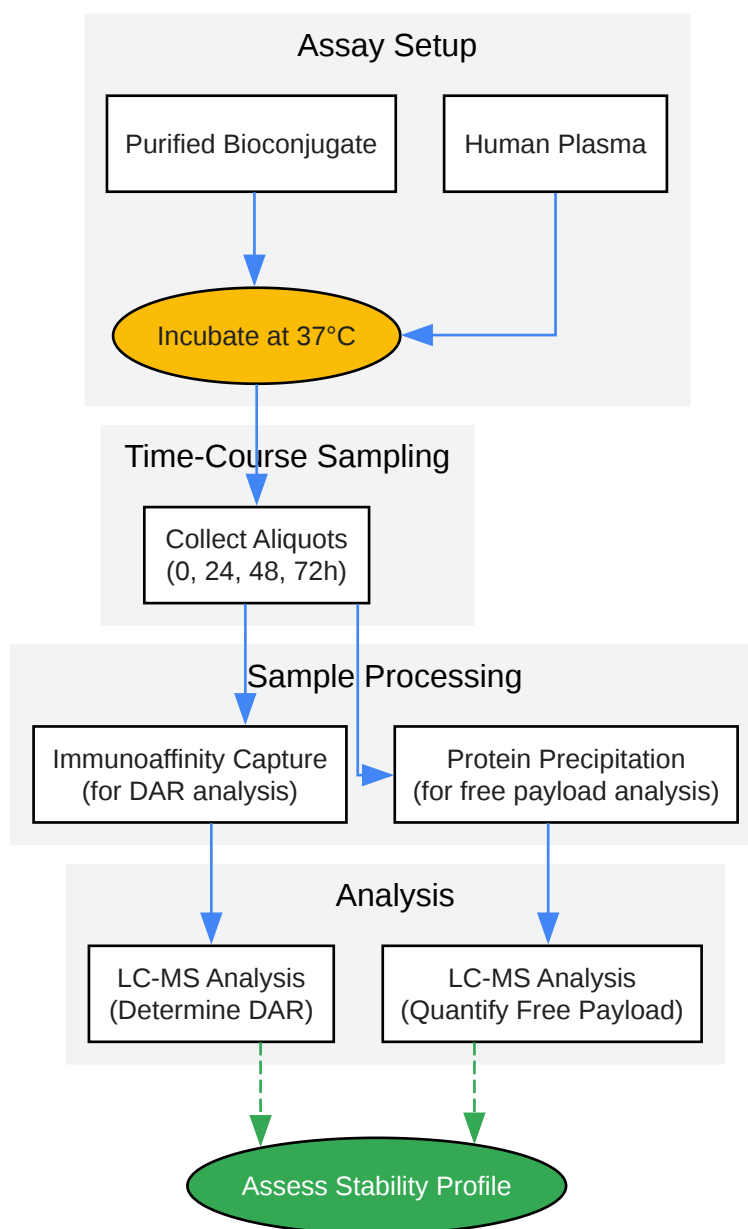 Assay Setup
Purified Bioconjugate
Human Plasma
Incubate at 37°C
Time-Course Sampling
Collect Aliquots
(0, 24, 48, 72h)
Sample Processing
Immunoaffinity Capture
(for DAR analysis)
Protein Precipitation
(for free payload analysis)
Analysis
LC-MS Analysis
(Determine DAR)
LC-MS Analysis
(Quantify Free Payload)
Assess Stability Profile